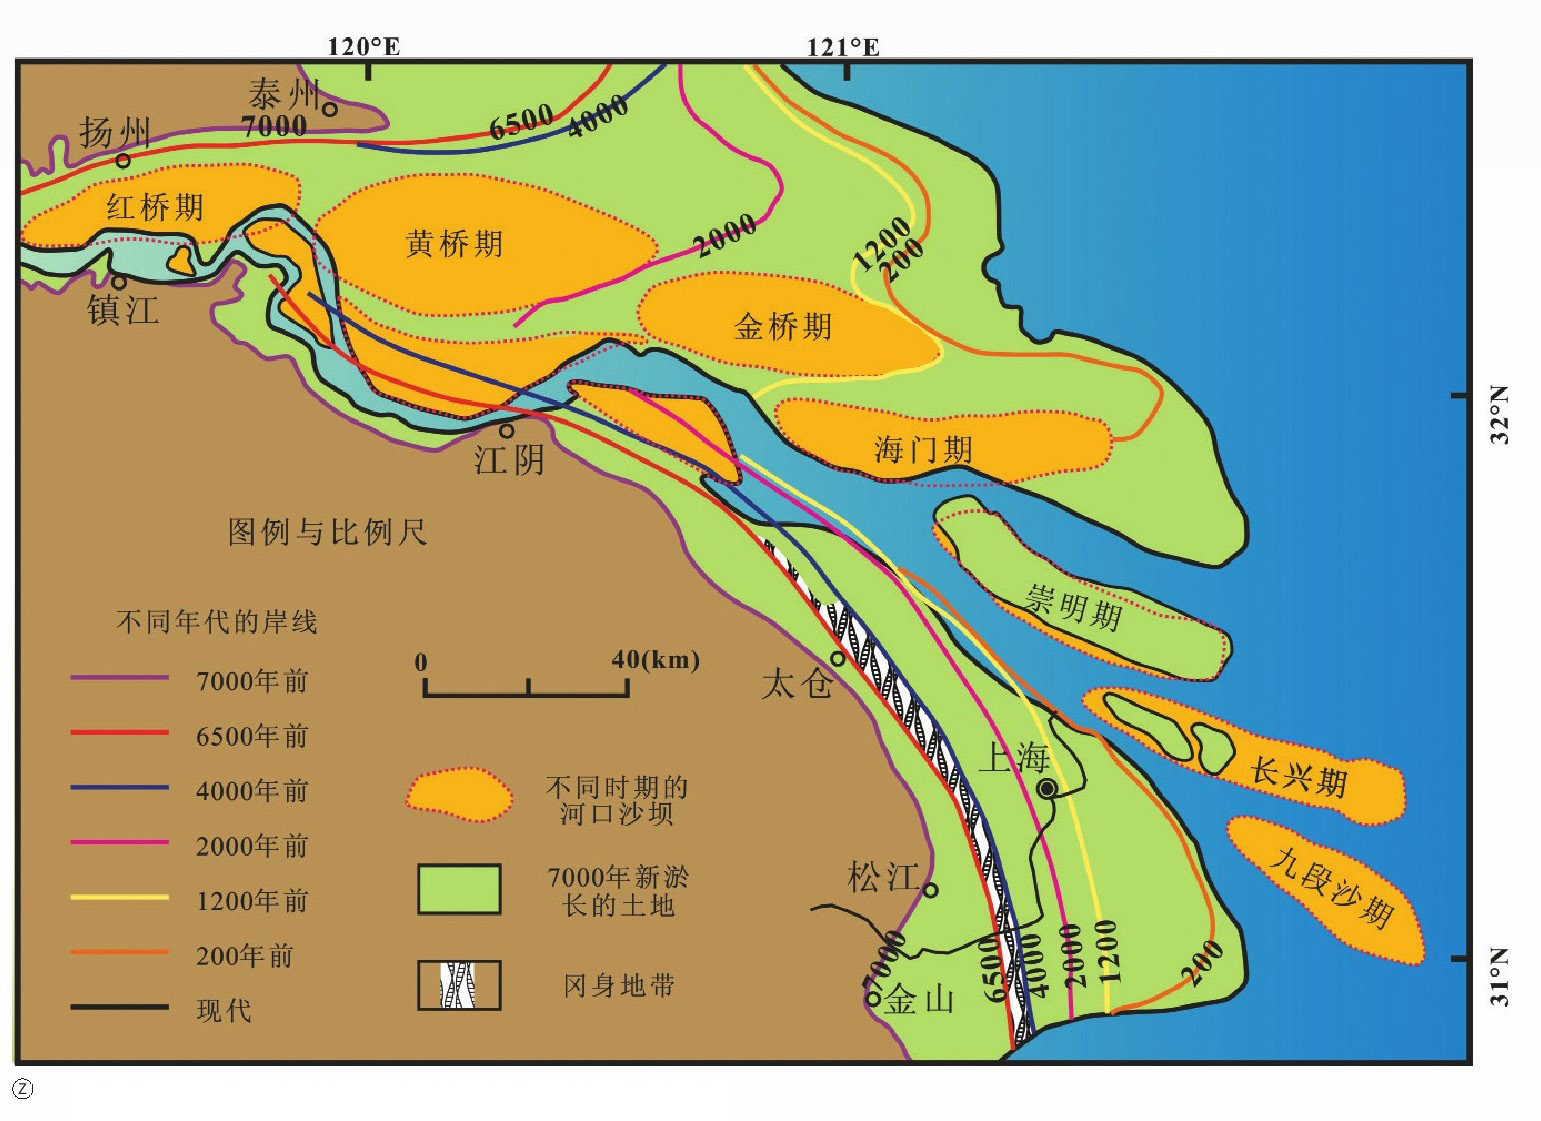 120°E
121°E
泰州
7000
6500
4000
扬州
红桥期
黄桥期
2000
1200
200
镇江
金桥期
32°N
海门期
江阴
图例与比例尺
崇明期
不同年代的岸线
0
40(km)
7000年前
太仓
6500年前
上海
长兴期
4000年前
不同时期的
河口沙坝
2000年前
九段沙期
松江
7000年新淤
长的土地
1200年前
7000
6500
4000
2000
1200
200
200年前
31°N
冈身地带
金山
现代
Z